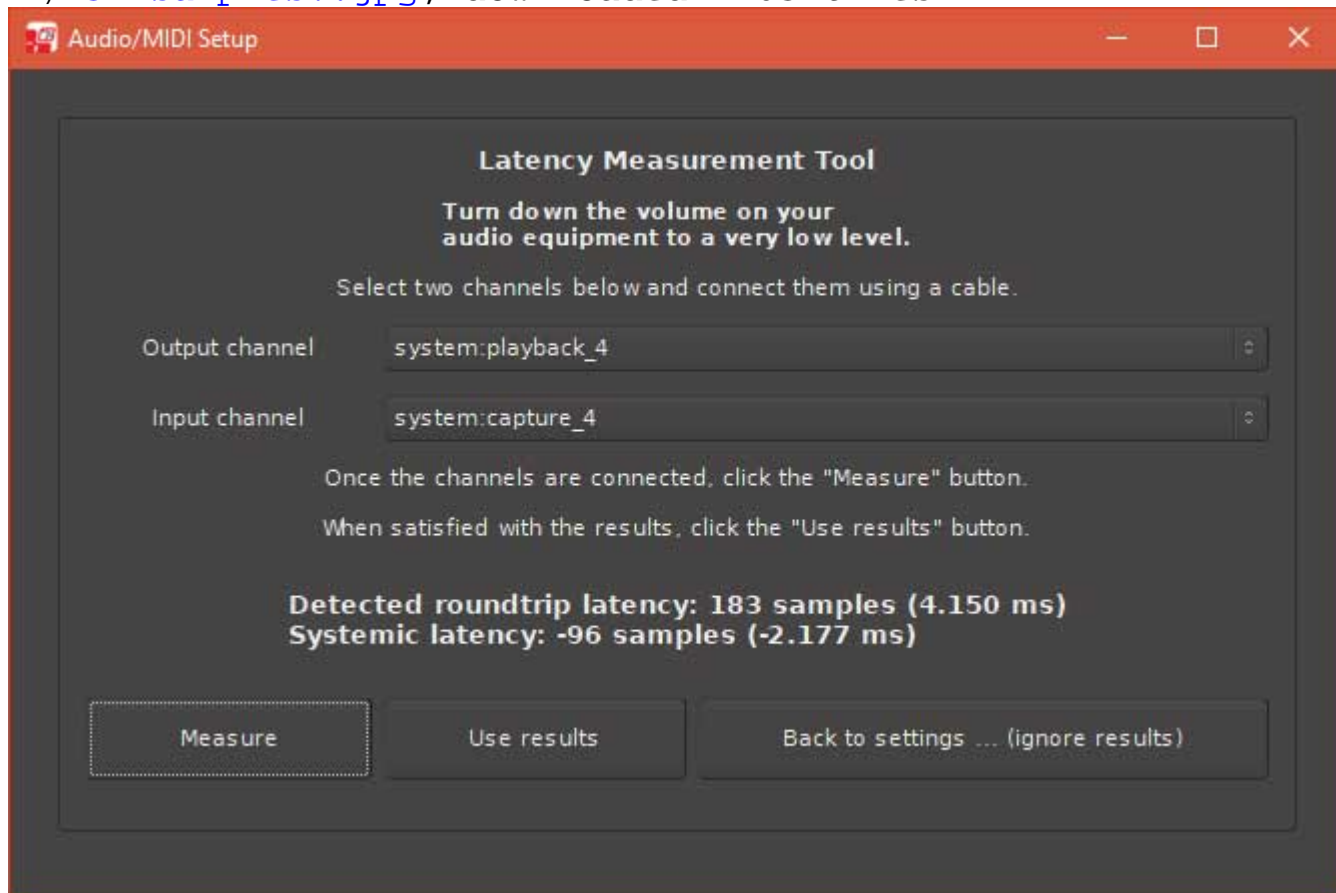 Audio/MIDI Setup
Latency Measurement Tool
Turn down the volume on your
audio equipment to a very low level.
Select two channels below and connect them using a cable.
Output channel system:playback_4
Input channel system:capture_4
Once the channels are connected, click the "Measure" button.
When satisfied with the results, click the "Use results" button.
Detected roundtrip latency: 183 samples (4.150 ms)
Systemic latency: -96 samples (-2.177 ms)
Measure Use results Back to settings ... (ignore results)